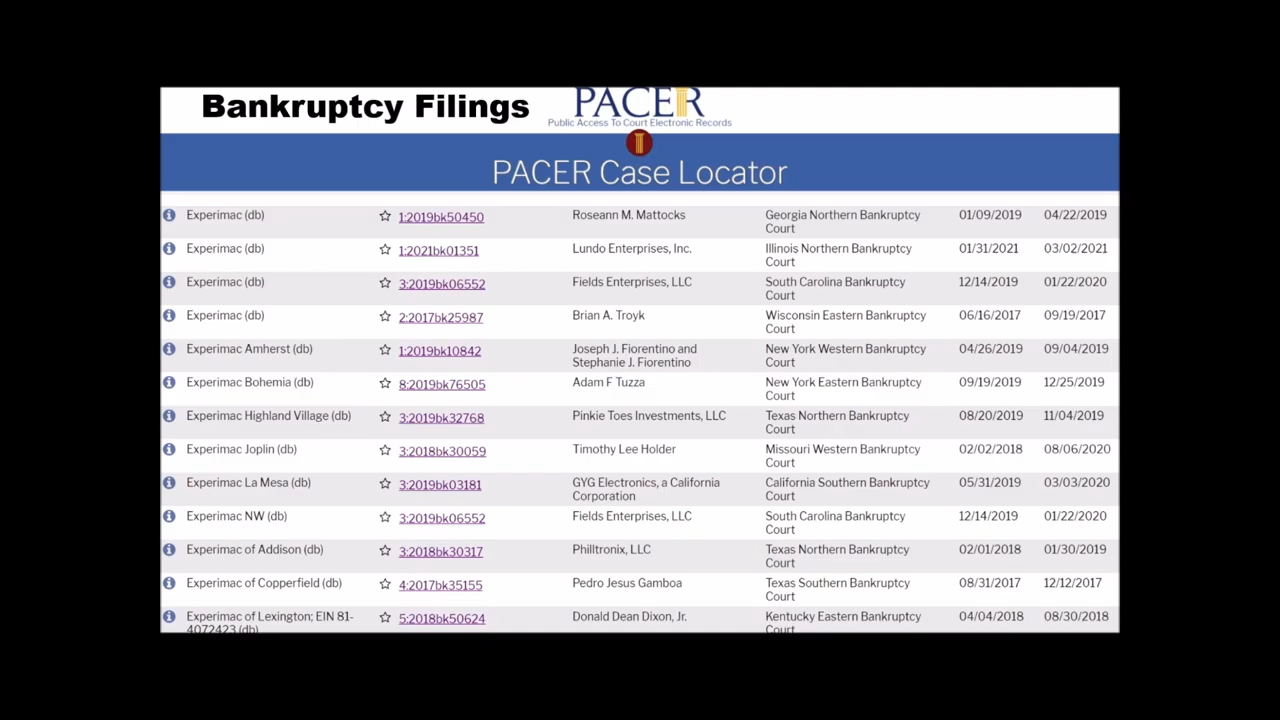 Bankruptcy Filings
PACER
Public Access To Court Electronic Records
PACER Case Locator
Experimac (db) 1:2019bk50450 Roseann M. Mattocks Georgia Northern Bankruptcy 01/09/2019 04/22/2019
Court
Experimac (db) 1:2021bk01351 Lundo Enterprises, Inc. Illinois Northern Bankruptcy 01/31/2021 03/02/2021
Court
Experimac (db) 3:2019bk06552 Fields Enterprises, LLC South Carolina Bankruptcy 12/14/2019 01/22/2020
Court
Experimac (db) 2:2017bk25987 Brian A. Troyk Wisconsin Eastern Bankruptcy 06/16/2017 09/19/2017
Court
Experimac Amherst (db) 1:2019bk10842 Joseph J. Fiorentino and New York Western Bankruptcy 04/26/2019 09/04/2019
Stephanie J. Fiorentino Court
Experimac Bohemia (db) 8:2019bk76505 Adam F Tuzza New York Eastern Bankruptcy 09/19/2019 12/25/2019
Court
Experimac Highland Village (db) 3:2019bk32768 Pinkie Toes Investments, LLC Texas Northern Bankruptcy 08/20/2019 11/04/2019
Court
Experimac Joplin (db) 3:2018bk30059 Timothy Lee Holder Missouri Western Bankruptcy 02/02/2018 08/06/2020
Court
Experimac La Mesa (db) 3:2019bk03181 GYG Electronics, a California California Southern Bankruptcy 05/31/2019 03/03/2020
Corporation Court
Experimac NW (db) 3:2019bk06552 Fields Enterprises, LLC South Carolina Bankruptcy 12/14/2019 01/22/2020
Court
Experimac of Addison (db) 3:2018bk30317 Philltronix, LLC Texas Northern Bankruptcy 02/01/2018 01/30/2019
Court
Experimac of Copperfield (db) 4:2017bk35155 Pedro Jesus Gamboa Texas Southern Bankruptcy 08/31/2017 12/12/2017
Court
Experimac of Lexington; EIN 81- 5:2018bk50624 Donald Dean Dixon, Jr. Kentucky Eastern Bankruptcy 04/04/2018 08/30/2018
4072423 (db) Court